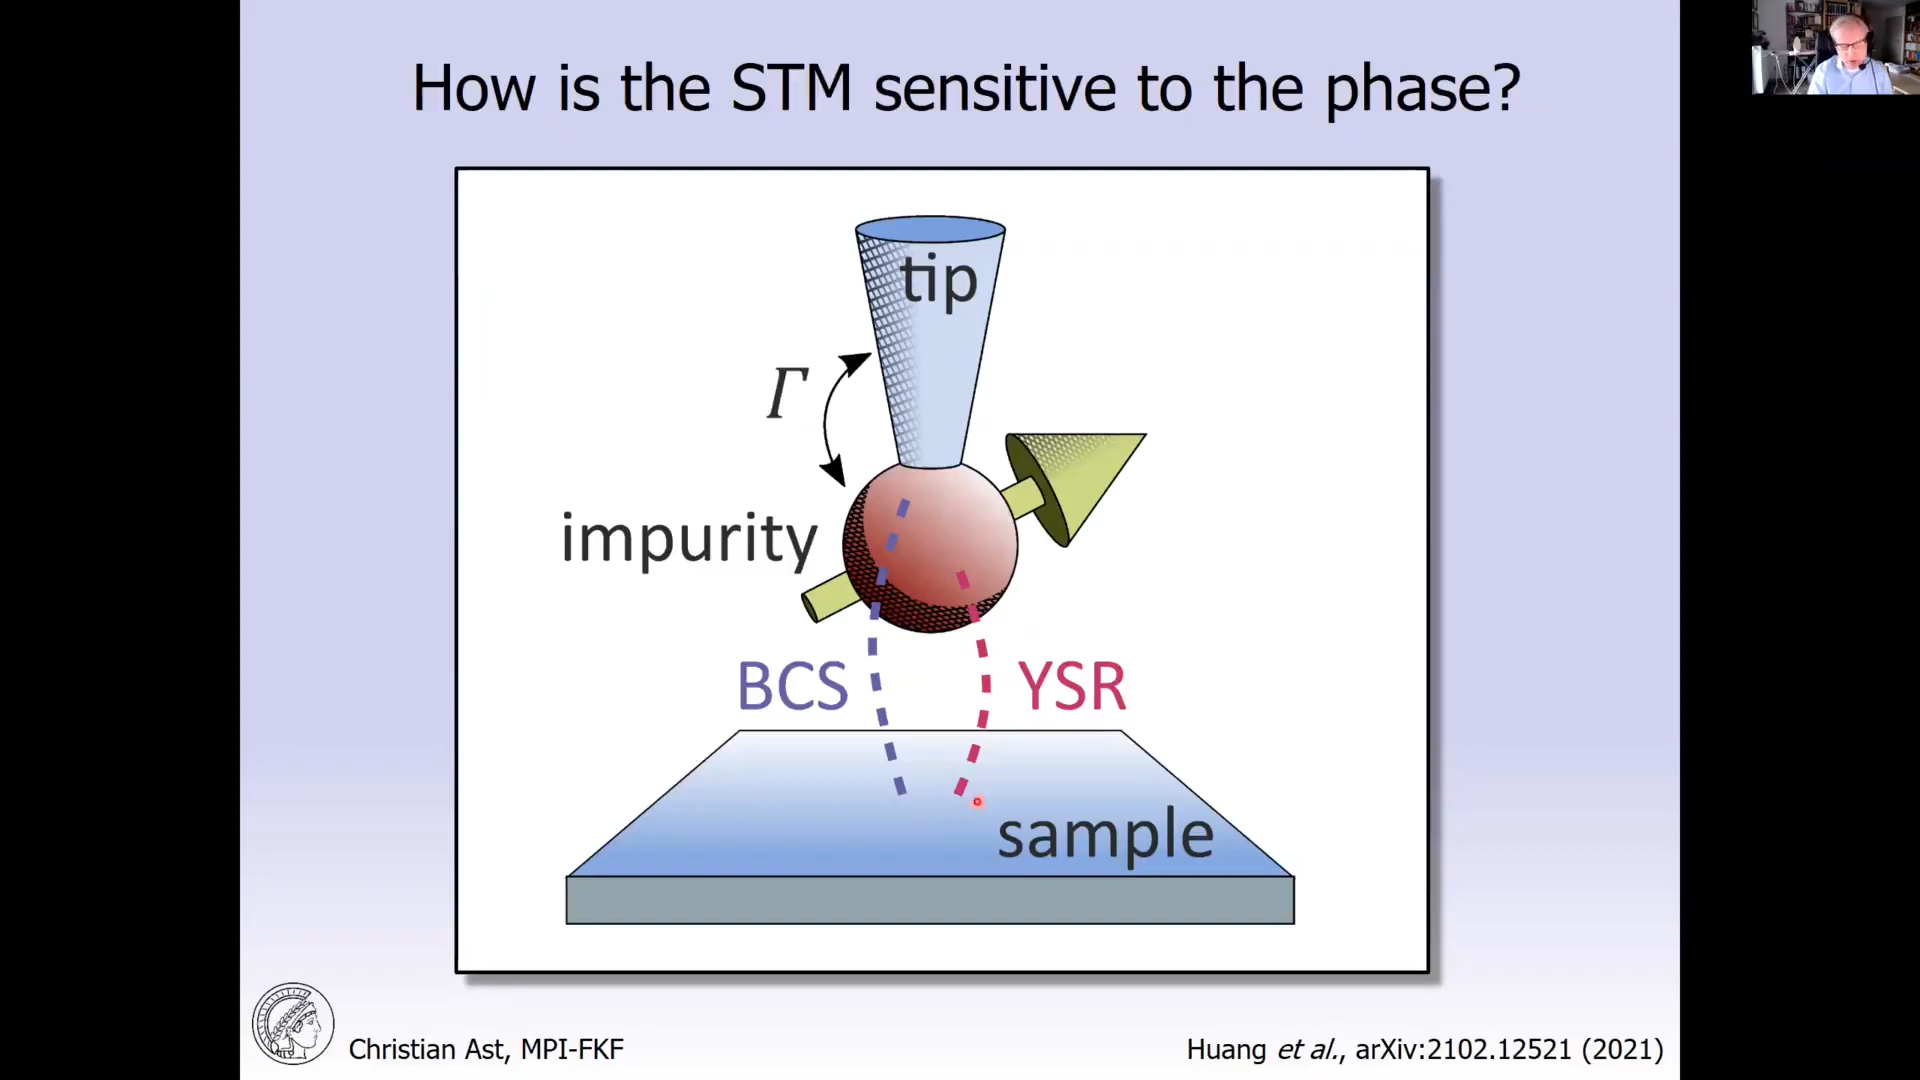 How is the STM sensitive to the phase?
tip
Γ
impurity
BCS
YSR
sample
Christian Ast, MPI-FKF
Huang et al., arXiv:2102.12521 (2021)